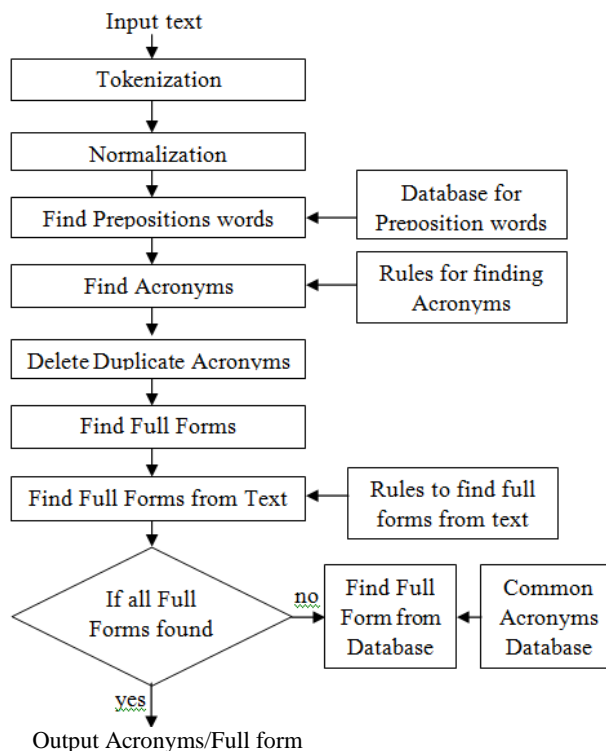 Input text
Tokenization
Normalization
Find Prepositions words
Database for
Preposition words
Find Acronyms
Rules for finding
Acronyms
Delete Duplicate Acronyms
Find Full Forms
Find Full Forms from Text
Rules to find full
forms from text
If all Full
Forms found
no
Find Full
Form from
Database
Common
Acronyms
Database
yes
Output Acronyms/Full form